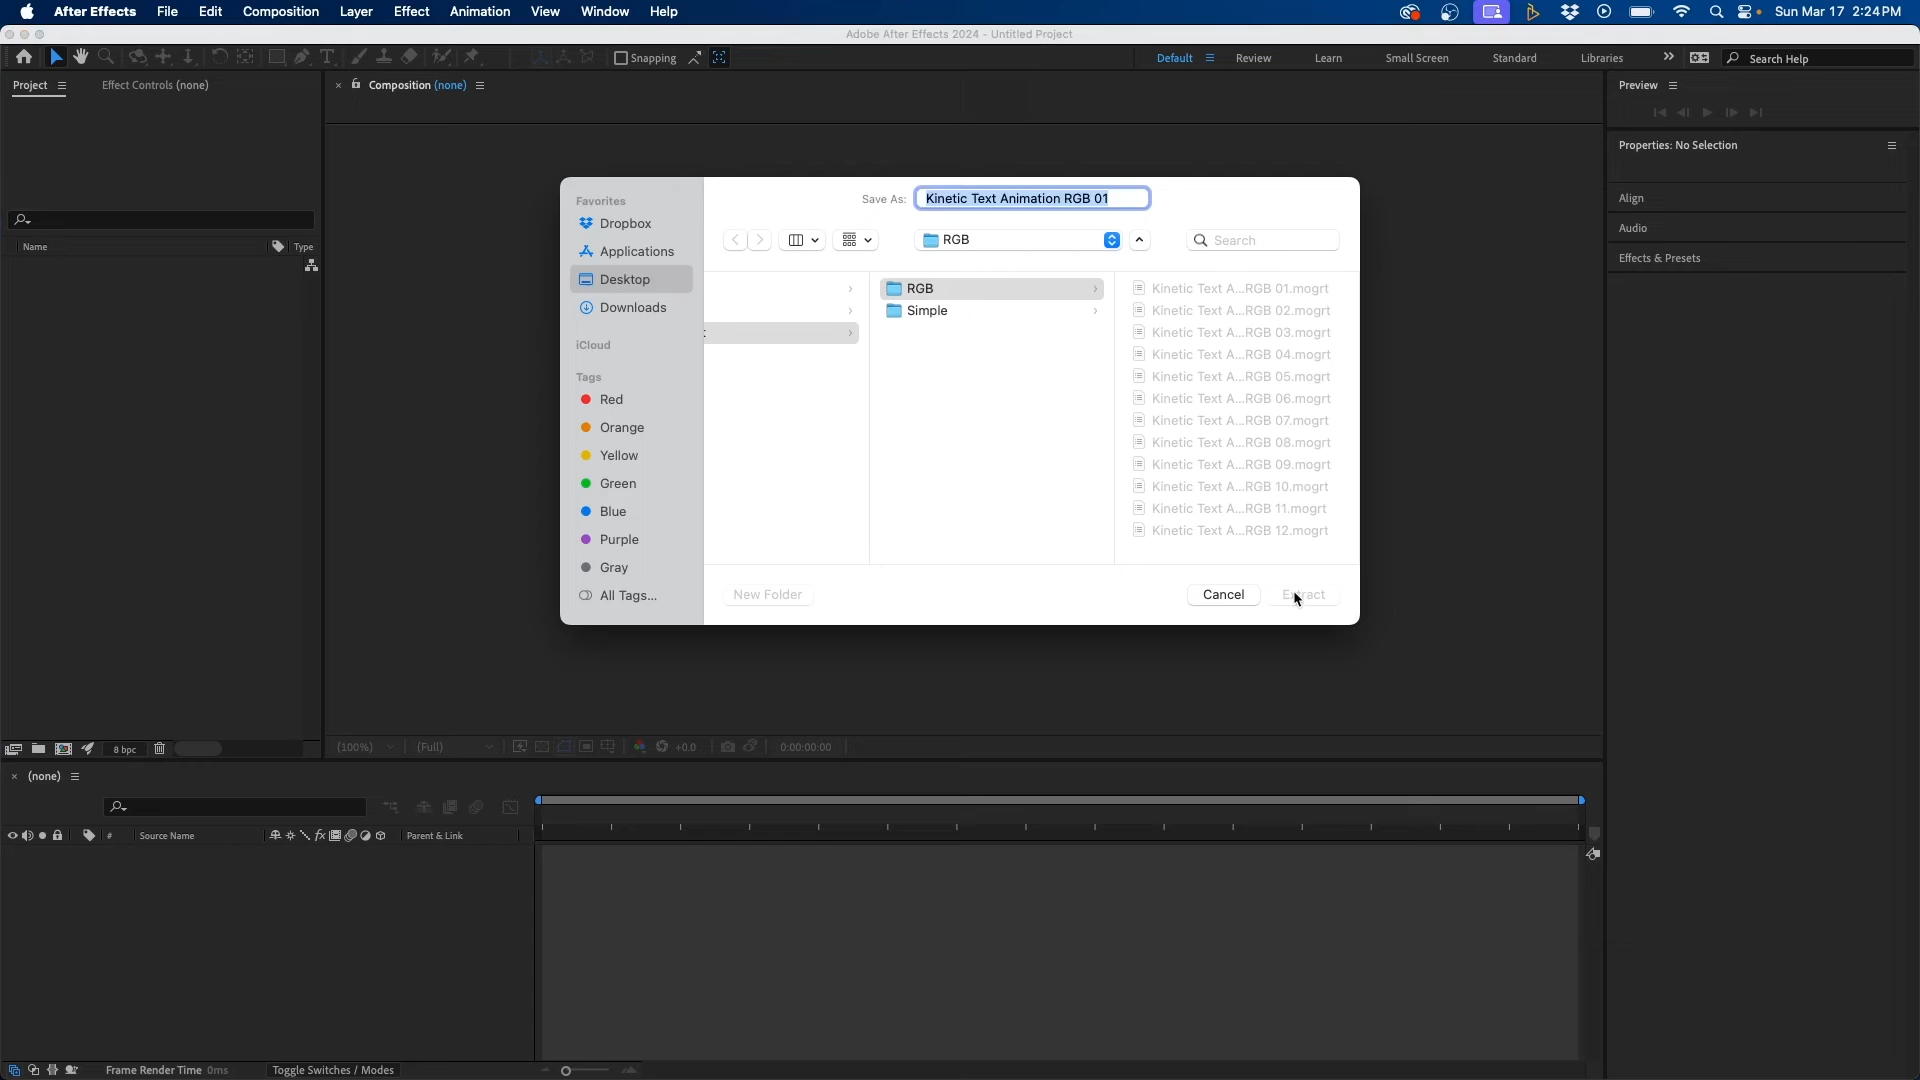 After Effects File Edit Composition Layer Effect Animation View Window Help Sun Mar 17 2:24PM
Adobe After Effects 2024 - Untitled Project
Snapping Default Review Learn Small Screen Standard Libraries Search Help
Project Effect Controls (none) Composition (none) Preview
Properties: No Selection
Align
Audio
Effects & Presets
Name Type
Save As: Kinetic Text Animation RGB 01
RGB Search
Favorites
Dropbox
Applications
Desktop
Downloads
iCloud
Tags
Red
Orange
Yellow
Green
Blue
Purple
Gray
All Tags...
RGB
Simple
Kinetic Text A...RGB 01.mogrt
Kinetic Text A...RGB 02.mogrt
Kinetic Text A...RGB 03.mogrt
Kinetic Text A...RGB 04.mogrt
Kinetic Text A...RGB 05.mogrt
Kinetic Text A...RGB 06.mogrt
Kinetic Text A...RGB 07.mogrt
Kinetic Text A...RGB 08.mogrt
Kinetic Text A...RGB 09.mogrt
Kinetic Text A...RGB 10.mogrt
Kinetic Text A...RGB 11.mogrt
Kinetic Text A...RGB 12.mogrt
New Folder Cancel Extract
8 bpc (100%) (Full) +0.0 0:00:00:00
(none)
# Source Name Parent & Link
Frame Render Time 0ms Toggle Switches / Modes